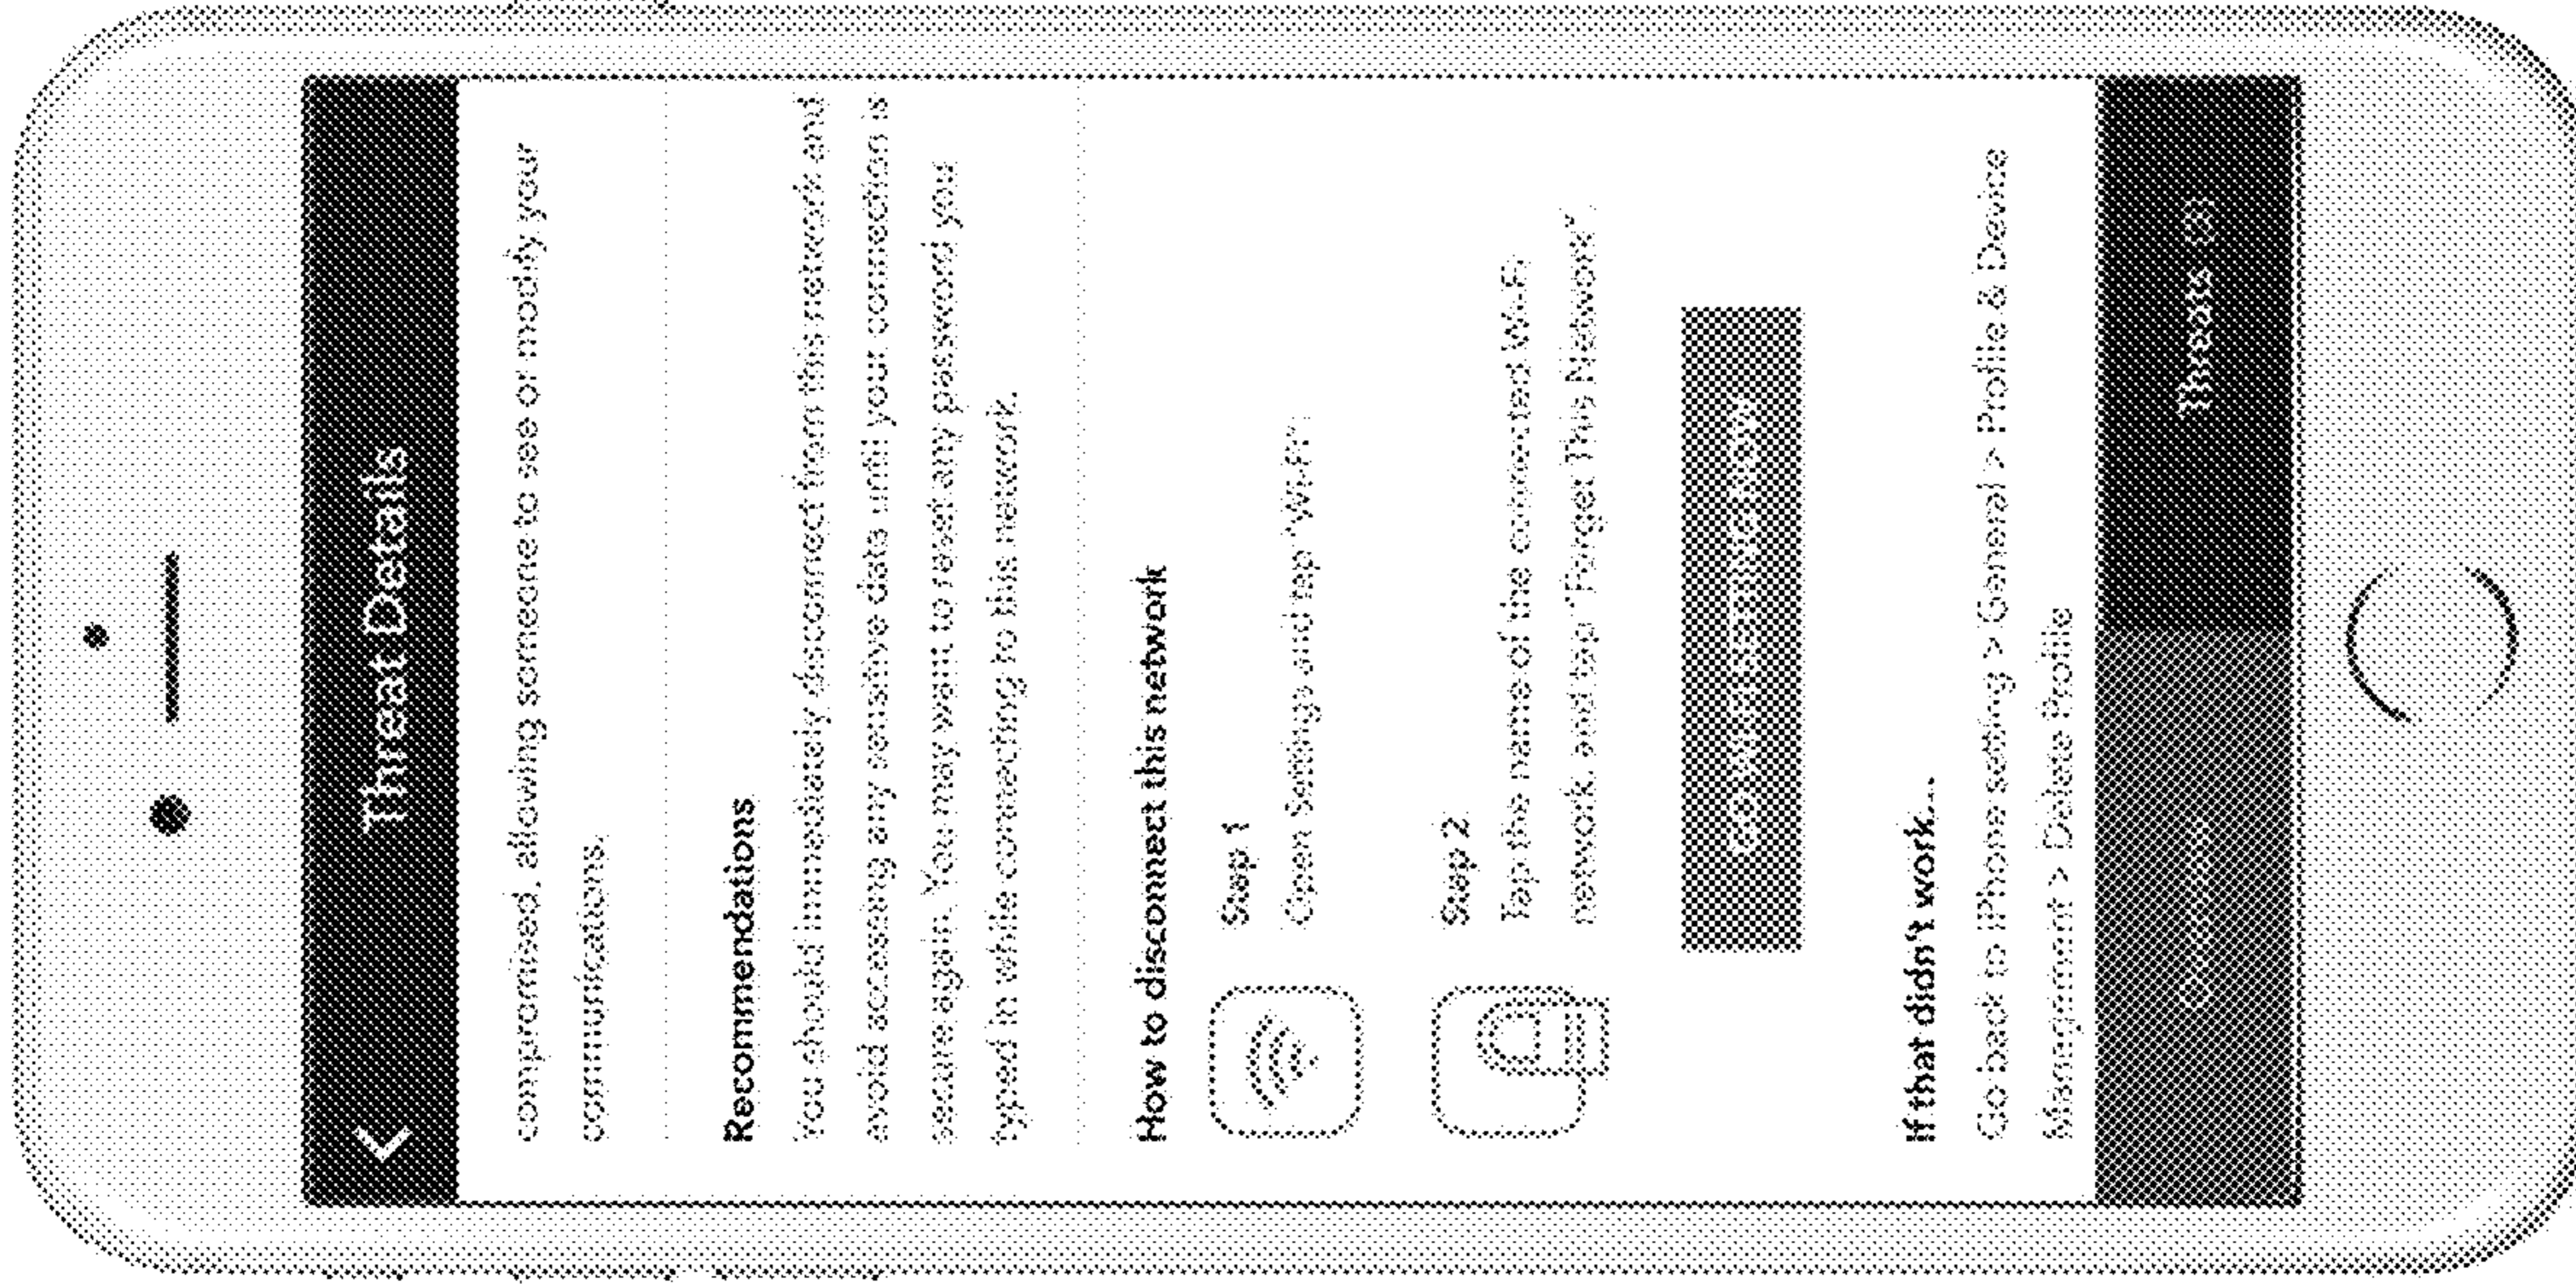 Threat Details
compromised, allowing someone to see or modify your
communications.
Recommendations
You should immediately disconnect from this network and
avoid accessing any sensitive data until your connection is
secure again. You may want to reset any password you
typed in while connecting to this network.
How to disconnect this network
Step 1
Open Settings and tap "Wi-Fi".
Step 2
Tap the name of the connected Wi-Fi
network and tap "Forget This Network".
If that didn't work...
Go back to iPhone setting > General > Profile & Device
Management > Delete Profile
Threats